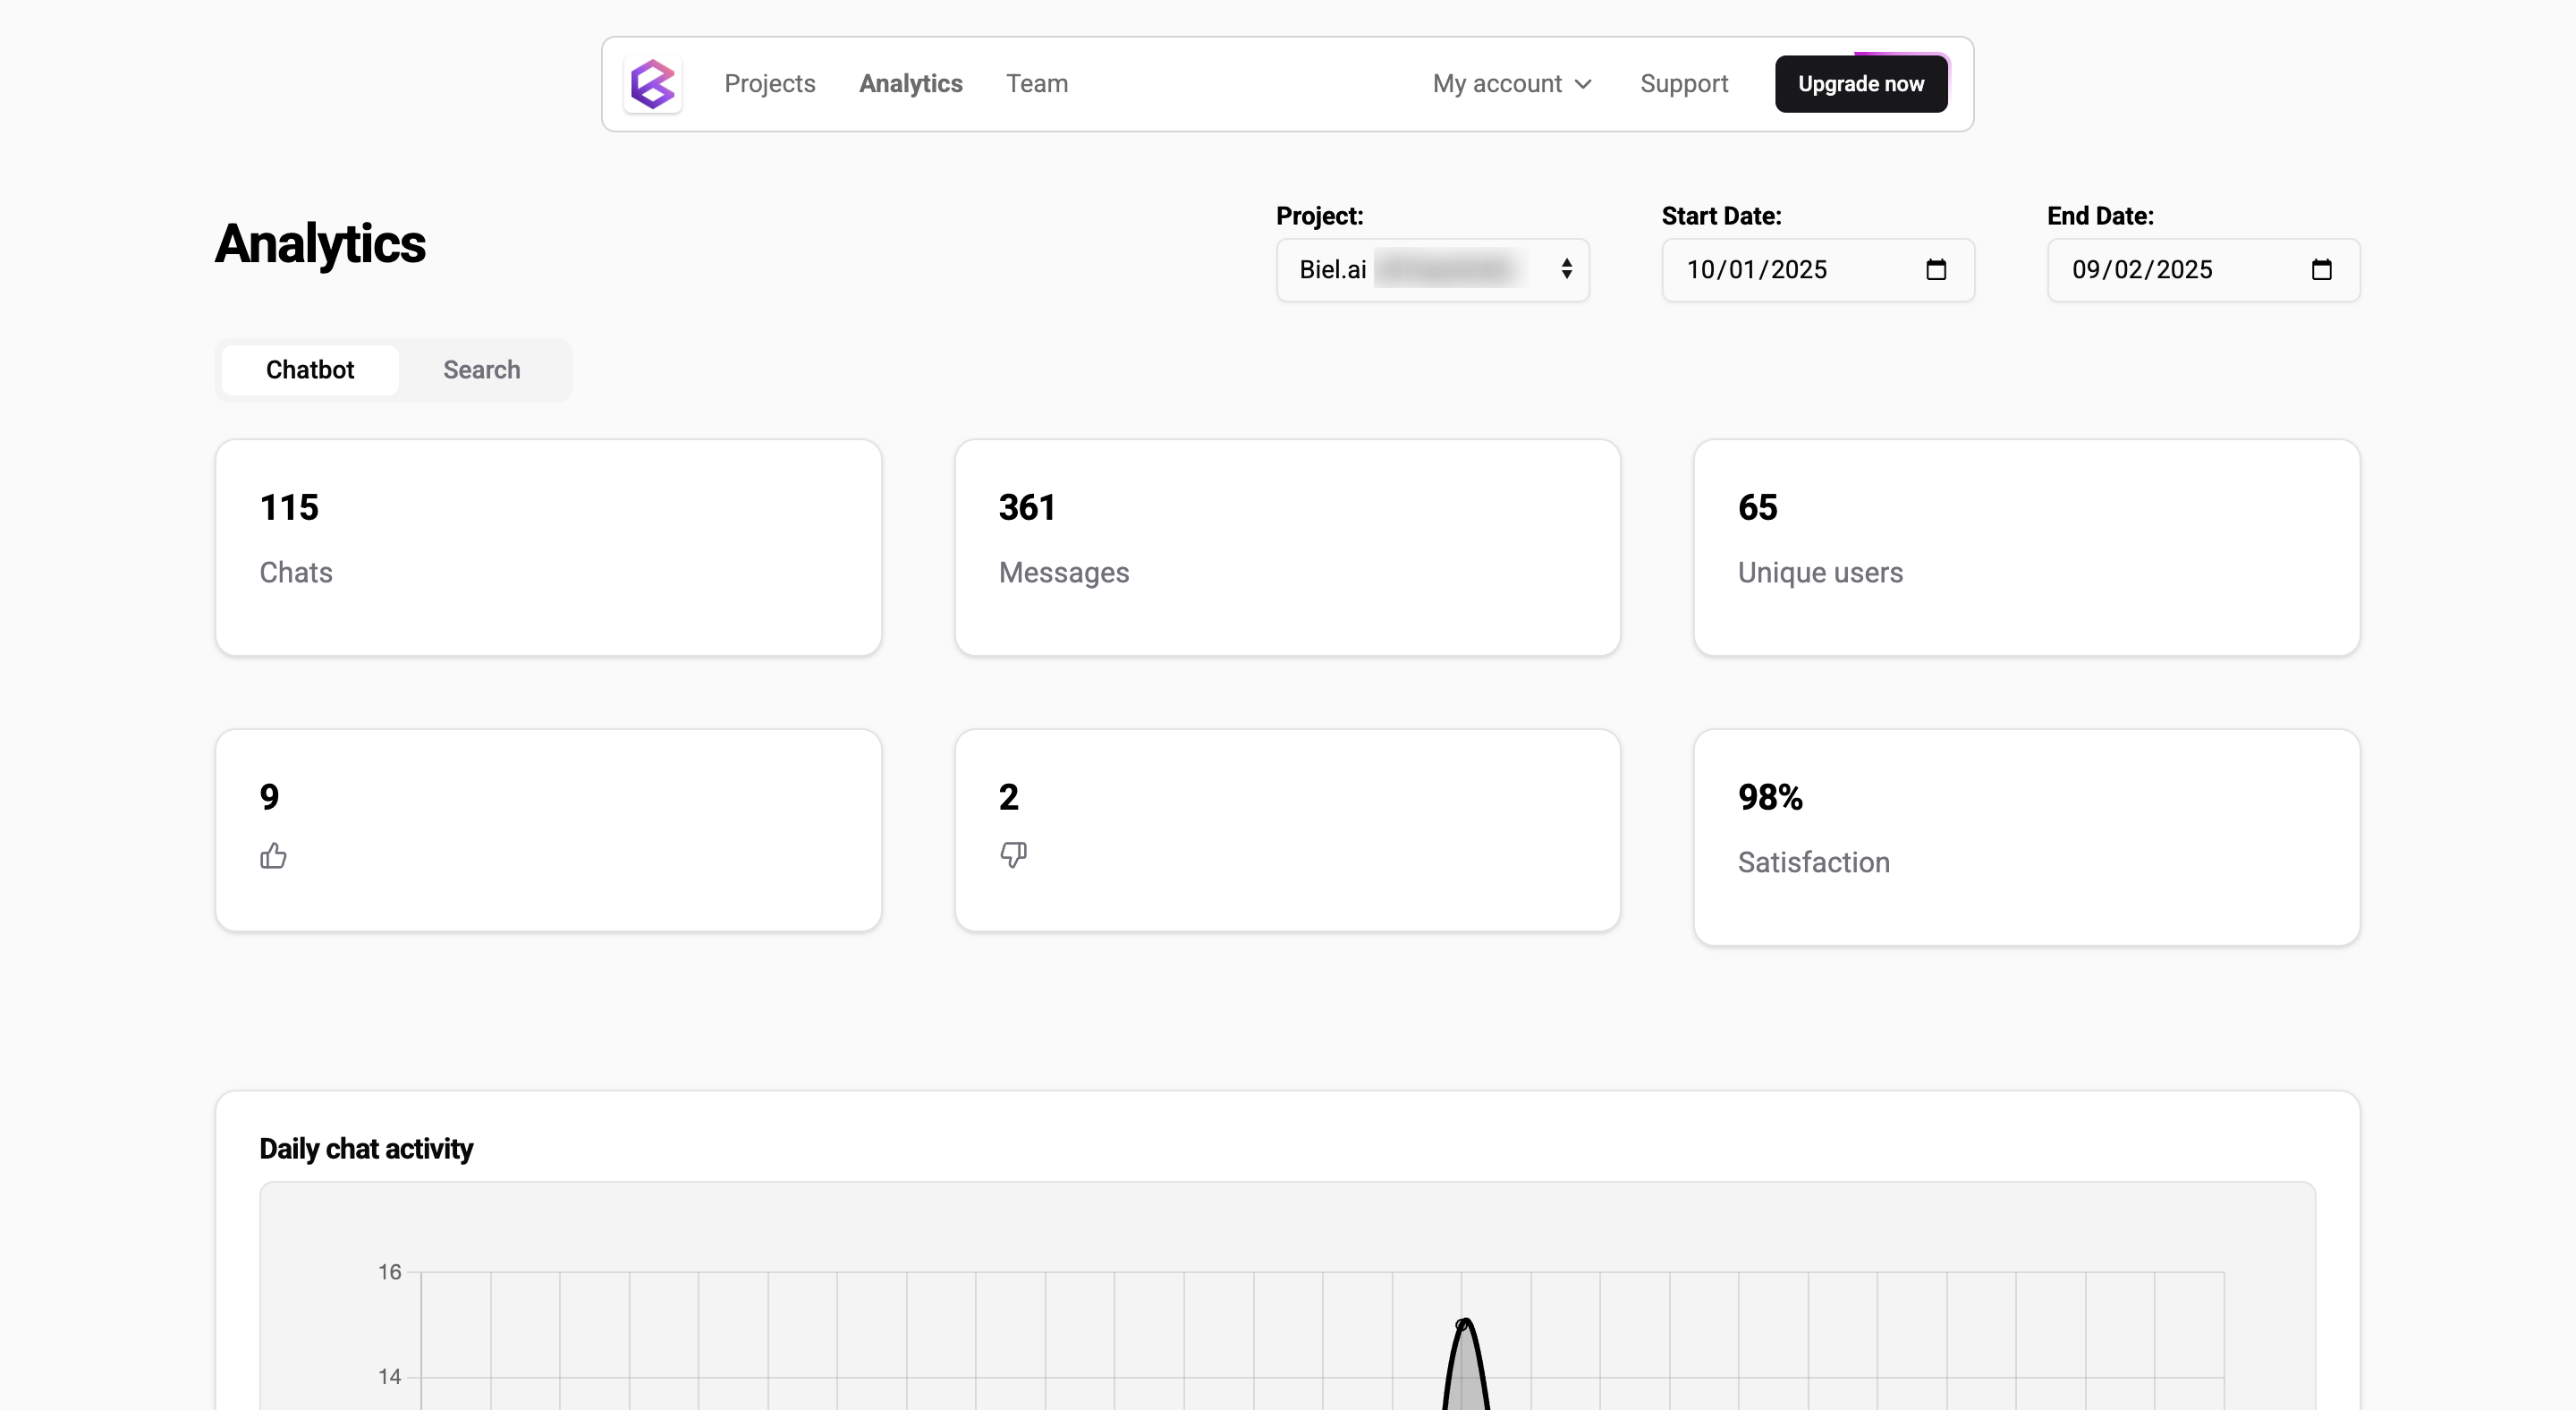 Projects Analytics Team My account Support Upgrade now
Analytics
Project: Start Date: End Date:
Biel.ai 10/01/2025 09/02/2025
Chatbot Search
115 361 65
Chats Messages Unique users
9 2 98%
Satisfaction
Daily chat activity
16
14